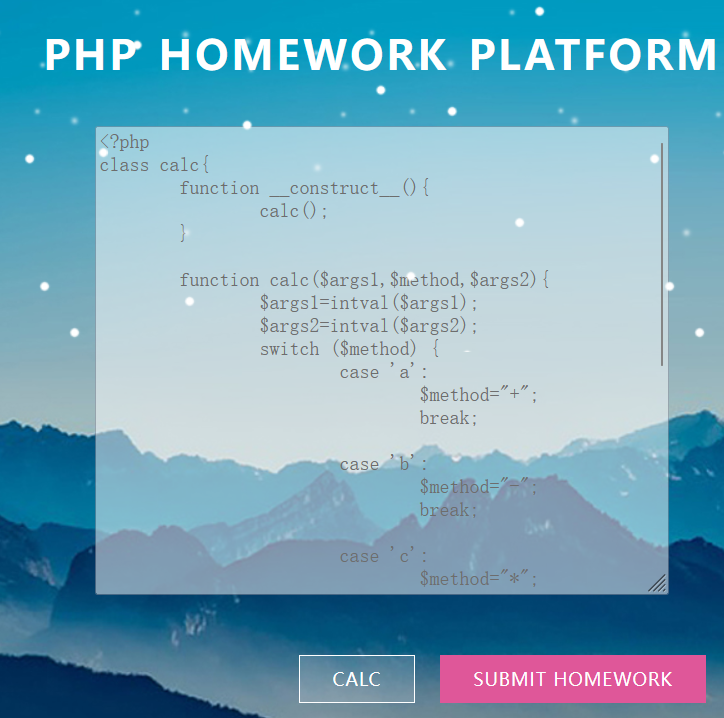 PHP HOMEWORK PLATFORM
<?php
class calc{
function __construct__(){
calc();
}
function calc($args1,$method,$args2){
$args1=intval($args1);
$args2=intval($args2);
switch ($method) {
case 'a':
$method="+";
break;
case 'b':
$method="-";
break;
case 'c':
$method="*";
CALC
SUBMIT HOMEWORK